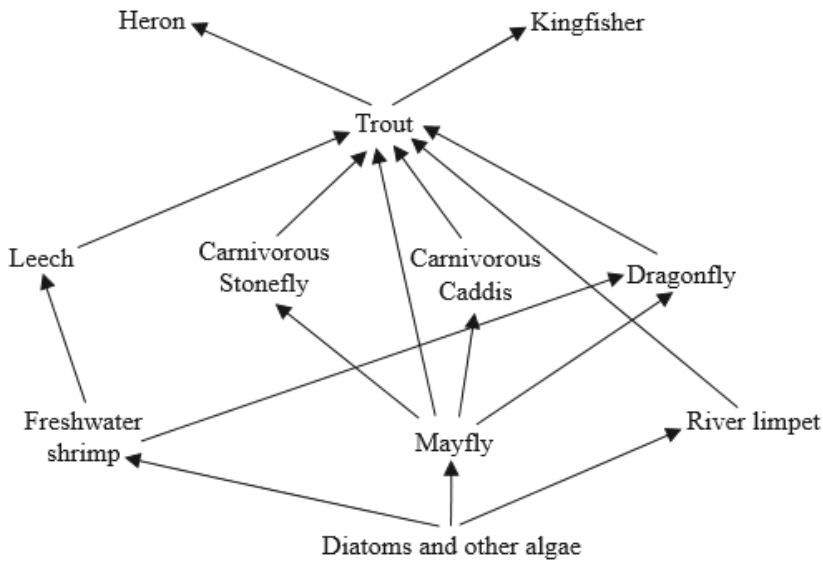 Heron
Kingfisher
Trout
Leech
Carnivorous
Stonefly
Carnivorous
Caddis
Dragonfly
Freshwater
shrimp
Mayfly
River limpet
Diatoms and other algae